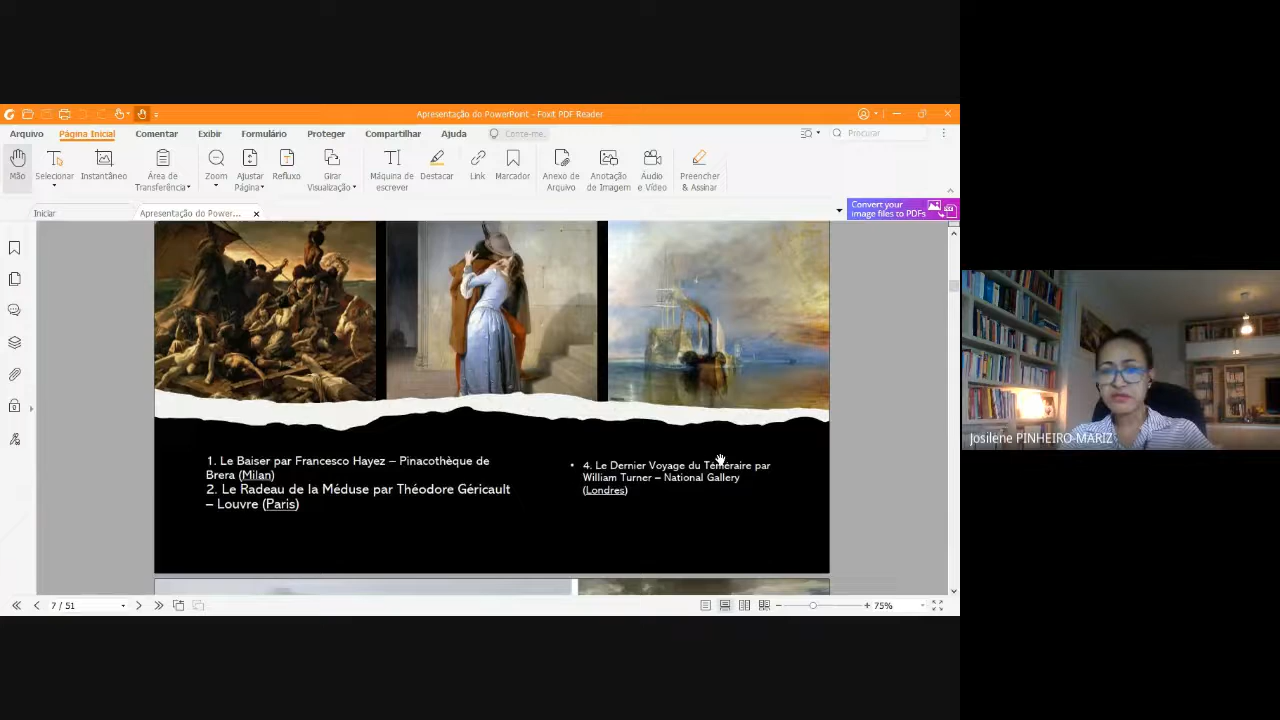 Apresentação do PowerPoint - Foxit PDF Reader
Arquivo Página Inicial Comentar Exibir Formulário Proteger Compartilhar Ajuda Conte-me. Procurar
Mão Selecionar Instantâneo Área de Transferência Zoom Ajustar Página Refluxo Girar Visualização Máquina de escrever Destacar Link Marcador Anexo de Arquivo Anotação de Imagem Áudio e Vídeo Preencher & Assinar
Iniciar Apresentação do Power...
Convert your
image files to PDFs
1. Le Baiser par Francesco Hayez – Pinacothèque de
Brera (Milan)
2. Le Radeau de la Méduse par Théodore Géricault
– Louvre (Paris)
• 4. Le Dernier Voyage du Téméraire par
William Turner – National Gallery
(Londres)
Josilene PINHEIRO-MARIZ
7 / 51
75%